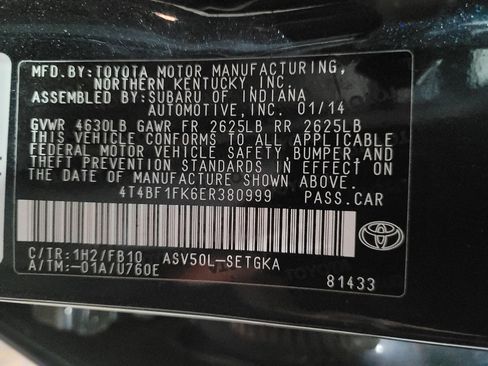 MFD.BY:TOYOTA MOTOR MANUFACTURING,
NORTHERN KENTUCKY,INC.
ASSEMBLED BY:SUBARU OF INDIANA
AUTOMOTIVE,INC. 01/14
GVWR 4630LB GAWR FR 2625LB RR 2625LB
THIS VEHICLE CONFORMS TO ALL APPLICABLE
FEDERAL MOTOR VEHICLE SAFETY,BUMPER,AND
THEFT PREVENTION STANDARDS IN EFFECT ON
THE DATE OF MANUFACTURE SHOWN ABOVE.
4T4BF1FK6ER380999 PASS.CAR
C/TR:1H2/FB10 ASV50L-SETGKA
A/TM:-01A/U760E
TOYOTA
81433